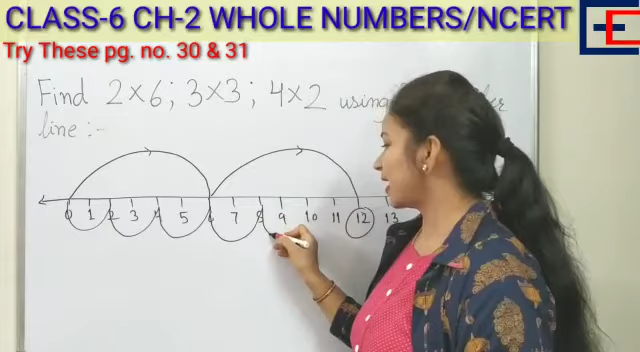 CLASS-6 CH-2 WHOLE NUMBERS/NCERT
Try These pg. no. 30 & 31
Find 2×6; 3×3; 4×2 using
line :-
0 1 2 3 4 5 6 7 8 9 10 11 12 13